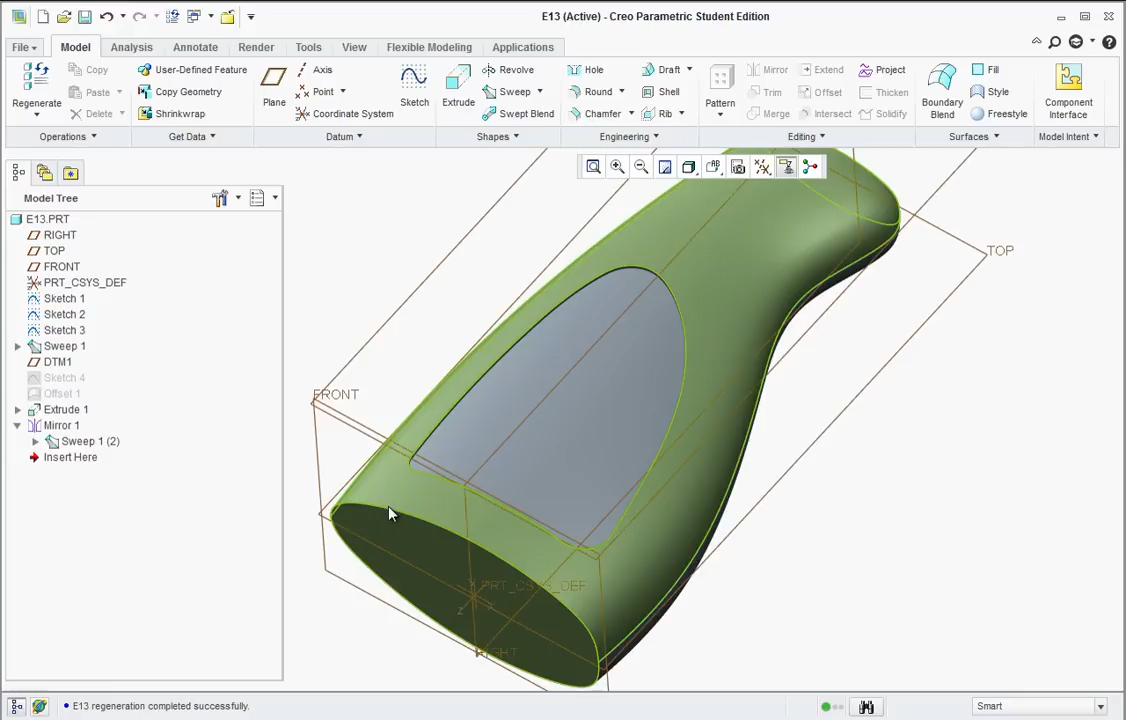 E13 (Active) - Creo Parametric Student Edition
File Model Analysis Annotate Render Tools View Flexible Modeling Applications
Regenerate
Copy
Paste
Delete
User-Defined Feature
Copy Geometry
Shrinkwrap
Plane
Axis
Point
Coordinate System
Sketch
Extrude
Revolve
Sweep
Swept Blend
Hole
Round
Chamfer
Draft
Shell
Rib
Pattern
Mirror
Trim
Merge
Extend
Offset
Intersect
Project
Thicken
Solidify
Boundary
Blend
Fill
Style
Freestyle
Component
Interface
Operations Get Data Datum Shapes Engineering Editing Surfaces Model Intent
Model Tree
E13.PRT
RIGHT
TOP
FRONT
PRT_CSYS_DEF
Sketch 1
Sketch 2
Sketch 3
Sweep 1
DTM1
Sketch 4
Offset 1
Extrude 1
Mirror 1
Sweep 1 (2)
Insert Here
TOP
FRONT
PRT_CSYS_DEF
RIGHT
E13 regeneration completed successfully.
Smart